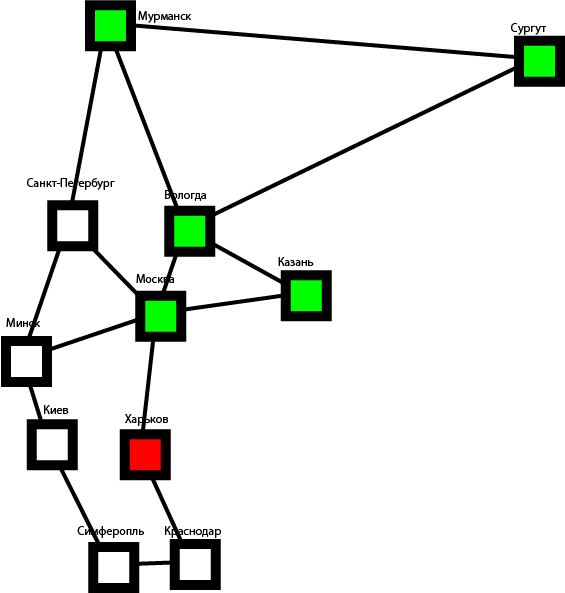 Мурманск
Сургут
Санкт-Петербург
Вологда
Казань
Москва
Минск
Киев
Харьков
Симферопль
Краснодар